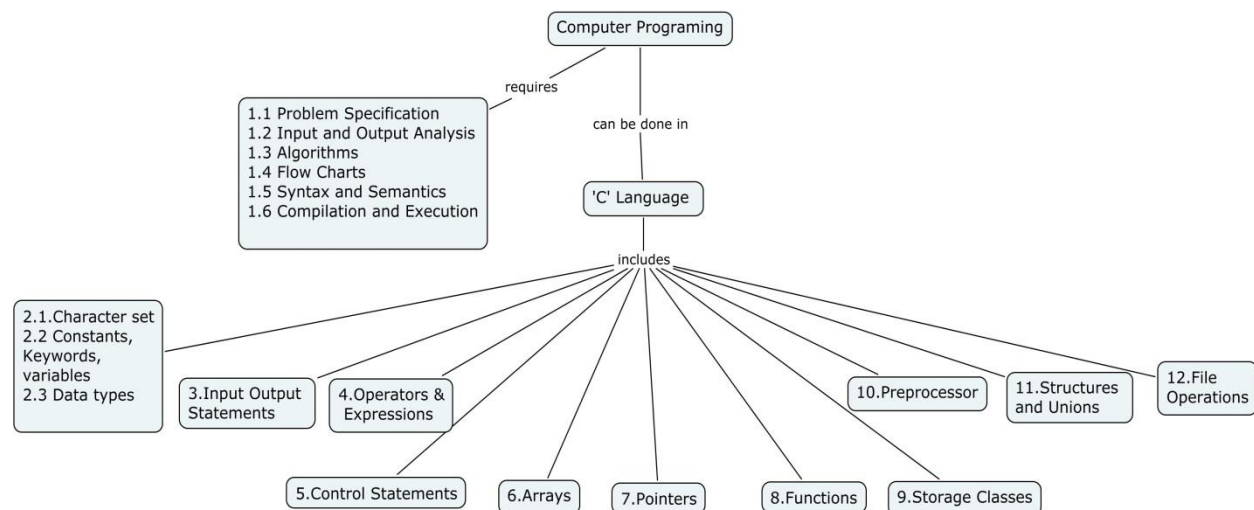 Computer Programing
requires
1.1 Problem Specification
1.2 Input and Output Analysis
1.3 Algorithms
1.4 Flow Charts
1.5 Syntax and Semantics
1.6 Compilation and Execution
can be done in
'C' Language
includes
2.1.Character set
2.2 Constants,
Keywords,
variables
2.3 Data types
3.Input Output
Statements
4.Operators &
Expressions
10.Preprocessor
11.Structures
and Unions
12.File
Operations
5.Control Statements
6.Arrays
7.Pointers
8.Functions
9.Storage Classes